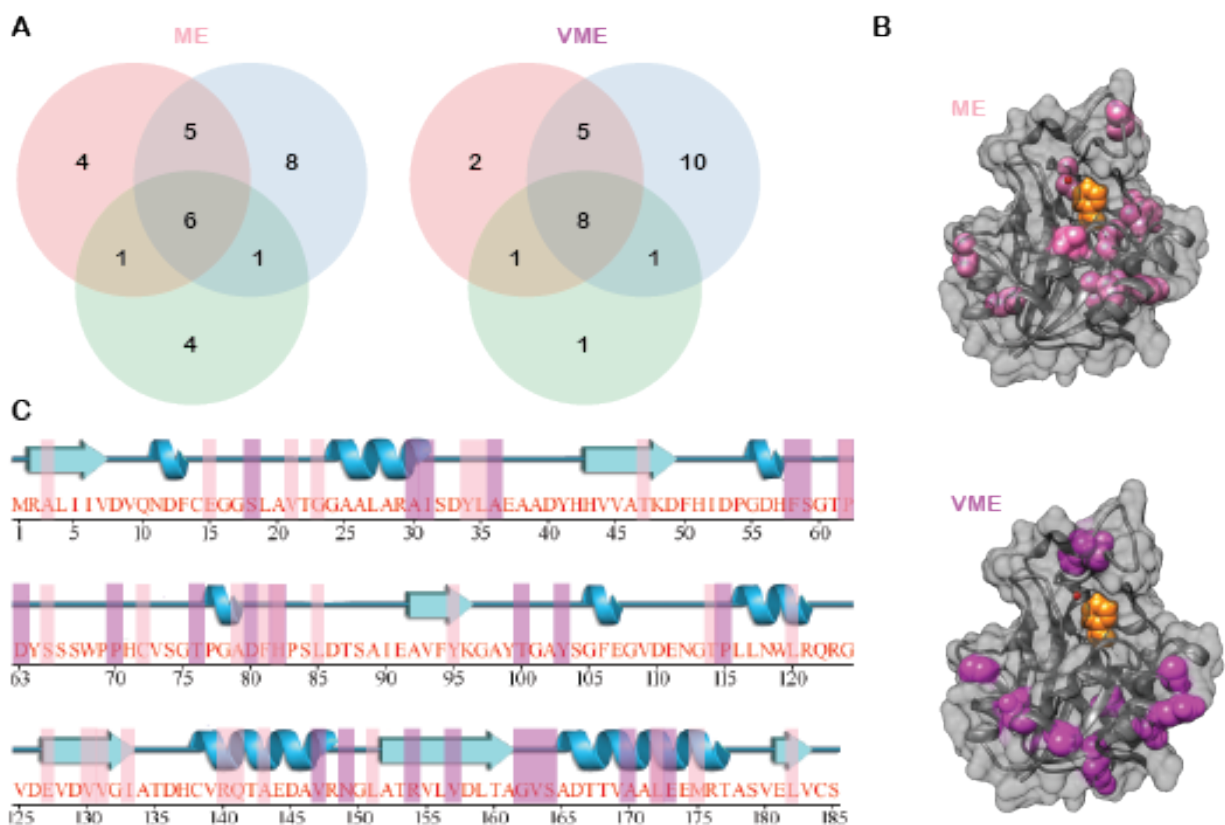 A
ME
VME
B
4
5
8
6
1
1
4
2
5
10
8
1
1
1
ME
C
MRALIIVDVQNDFCEGGSLAVTGGAALARAISDYLAEAADYHHVVATKDFHIDPGDHFSGTP
1 5 10 15 20 25 30 35 40 45 50 55 60
VME
DYSSSWPPHCVSGTPGADFHPSLDTSAIEAVFYKGAYTGAYSGFEGVDENGTPLLNWLRQRG
63 70 75 80 85 90 95 100 105 110 115 120
VDEVDVVGIATDHCVRQTAEDAVRNGLATRVLVDLTAGVSADTTVAALEEMRTASVELVCS
125 130 135 140 145 150 155 160 165 170 175 180 185